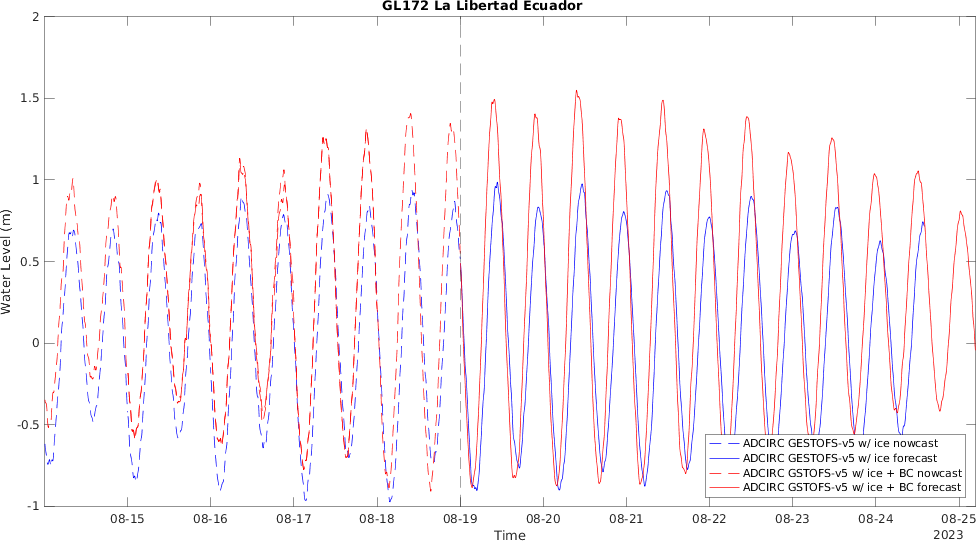 GL172 La Libertad Ecuador
2
1.5
1
0.5
0
-0.5
-1
Water Level (m)
08-15 08-16 08-17 08-18 08-19 08-20 08-21 08-22 08-23 08-24 08-25
Time
2023
ADCIRC GESTOFS-v5 w/ ice nowcast
ADCIRC GESTOFS-v5 w/ ice forecast
ADCIRC GSTOFS-v5 w/ ice + BC nowcast
ADCIRC GSTOFS-v5 w/ ice + BC forecast